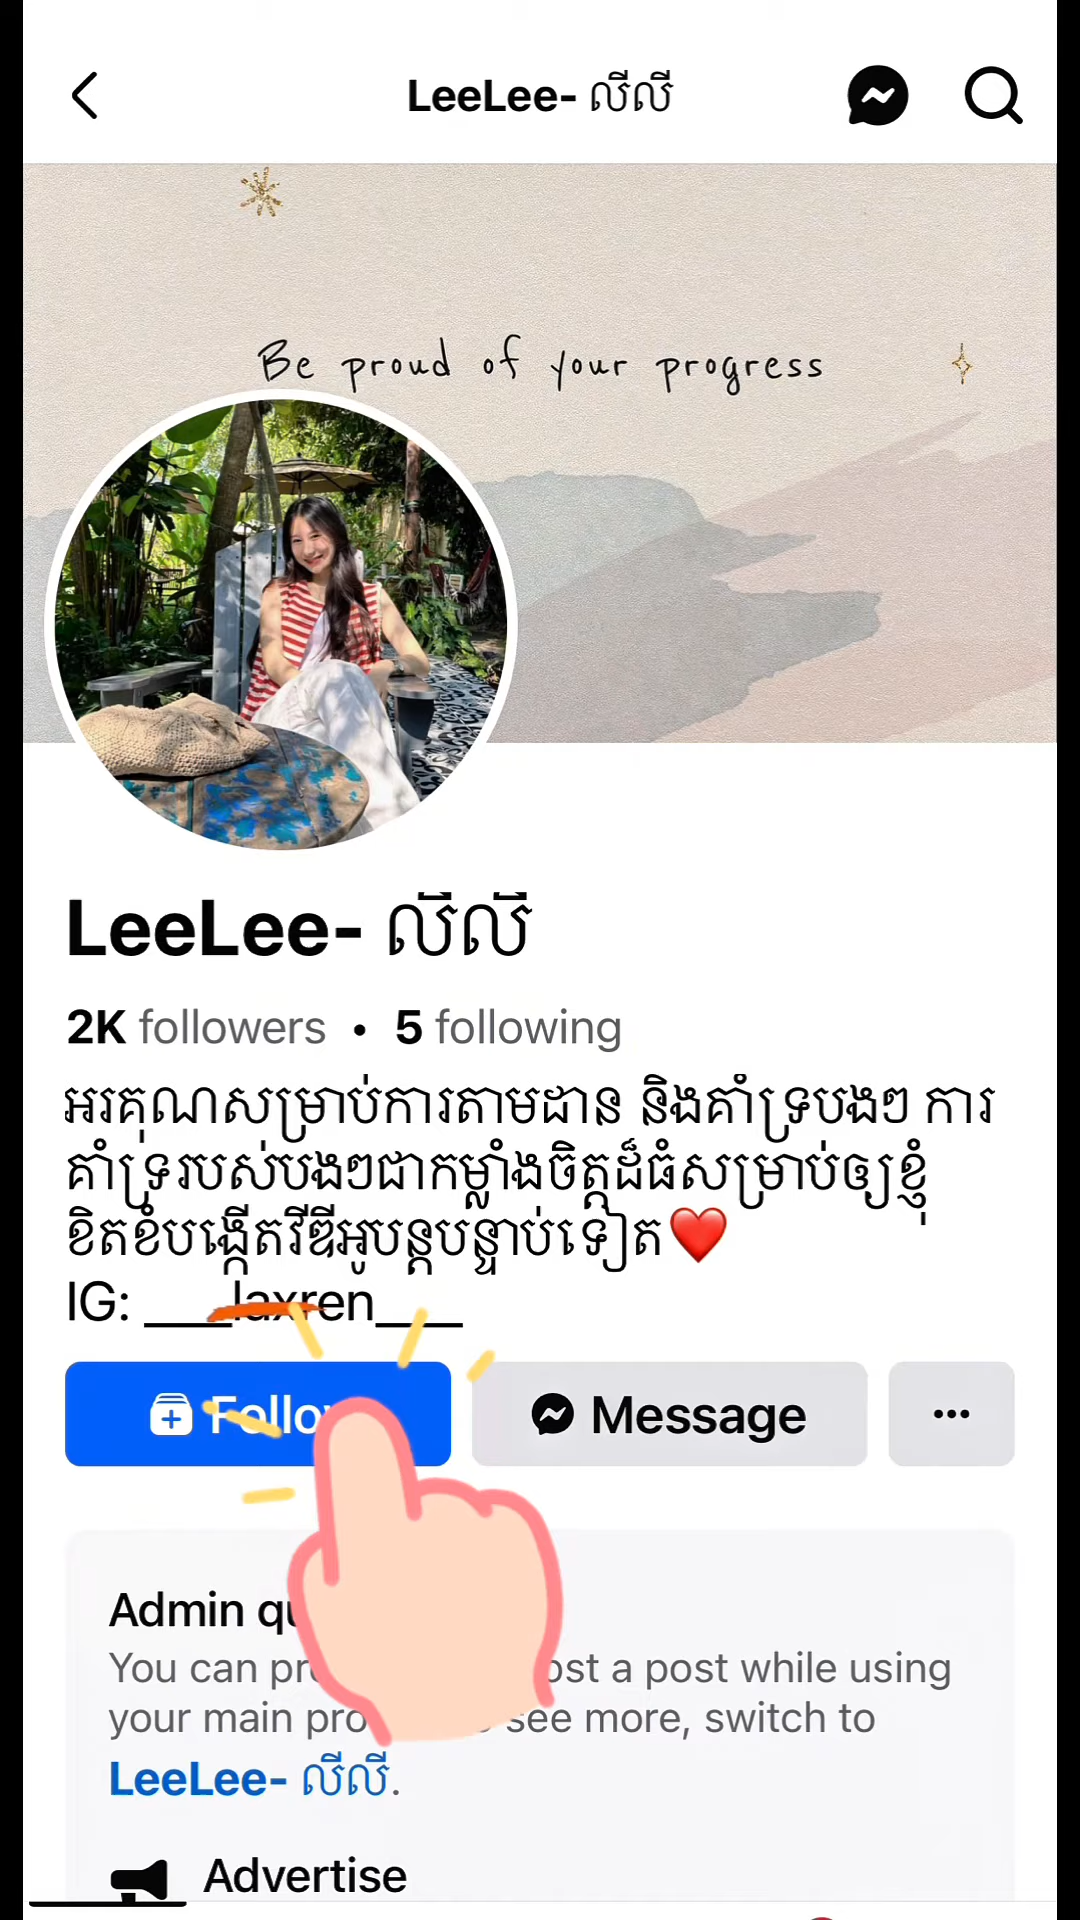 LeeLee- លីលី
Be proud of your progress
LeeLee- លីលី
2K followers • 5 following
អរគុណសម្រាប់ការតាមដាន និងគាំទ្របងៗ ការ
គាំទ្ររបស់បងៗជាកម្លាំងចិត្តដ៏ធំសម្រាប់ឲ្យខ្ញុំ
ខិតខំបង្កើតវីឌីអូបន្តបន្ទាប់ទៀត❤️
IG: ____laxren____
Message
Admin
You can post a post while using
your main see more, switch to
LeeLee- លីលី.
Advertise